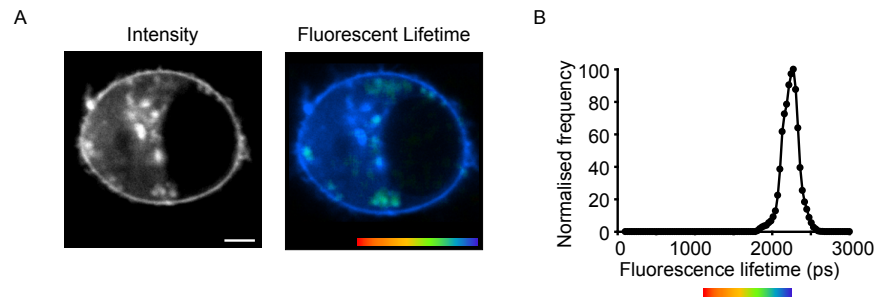 A
Intensity
Fluorescent Lifetime
B
Normalised frequency
100
80
60
40
20
0
0 1000 2000 3000
Fluorescence lifetime (ps)